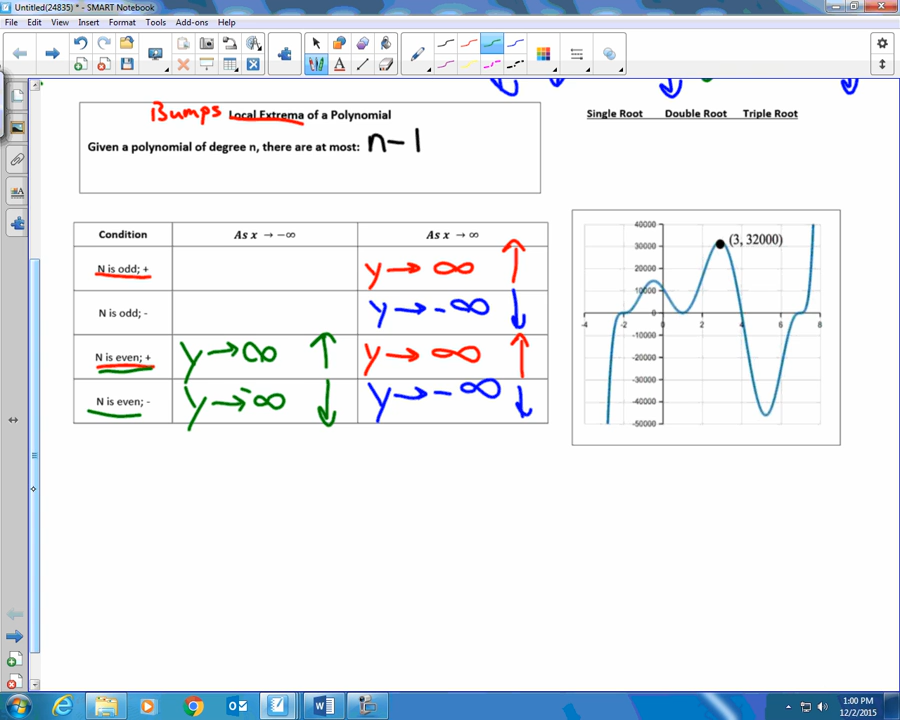 Untitled(24835) * - SMART Notebook
File Edit View Insert Format Tools Add-ons Help
Bumps Local Extrema of a Polynomial
Given a polynomial of degree n, there are at most: n-1
Single Root Double Root Triple Root
Condition As x → -∞ As x → ∞
N is odd; + y → ∞ ↑
N is odd; - y → -∞ ↓
N is even; + y → ∞ ↑ y → ∞ ↑
N is even; - y → -∞ ↓ y → -∞ ↓
40000
(3, 32000)
30000
20000
10000
0
-4 -2 0 2 4 6 8
-10000
-20000
-30000
-40000
-50000
1:00 PM
12/2/2015